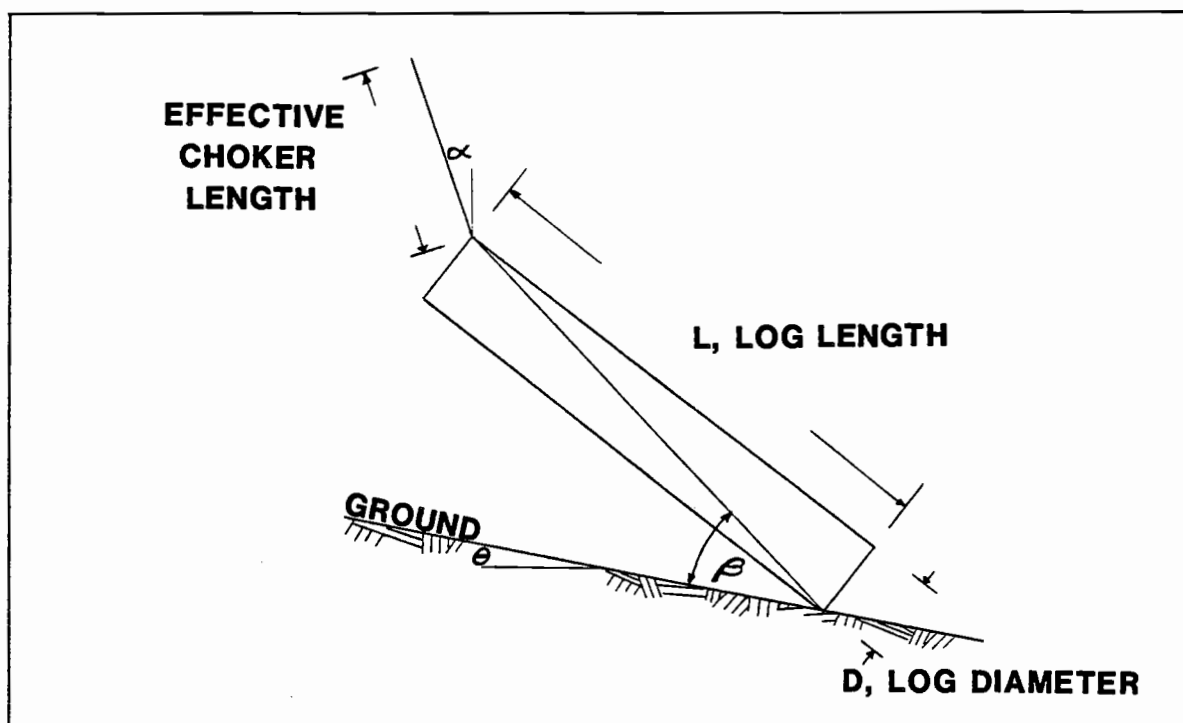 EFFECTIVE
CHOKER
LENGTH
α
L, LOG LENGTH
GROUND
θ
β
D, LOG DIAMETER